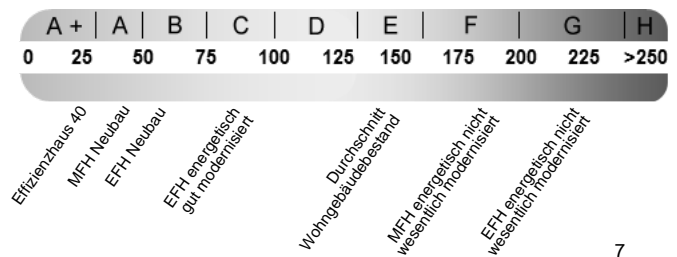 A + | A | B | C | D | E | F | G | H
0 25 50 75 100 125 150 175 200 225 >250
Effizienzhaus 40
MFH Neubau
EFH Neubau
EFH energetisch
gut modernisiert
Durchschnitt
Wohngebäudebestand
MFH energetisch nicht
wesentlich modernisiert
EFH energetisch nicht
wesentlich modernisiert
7